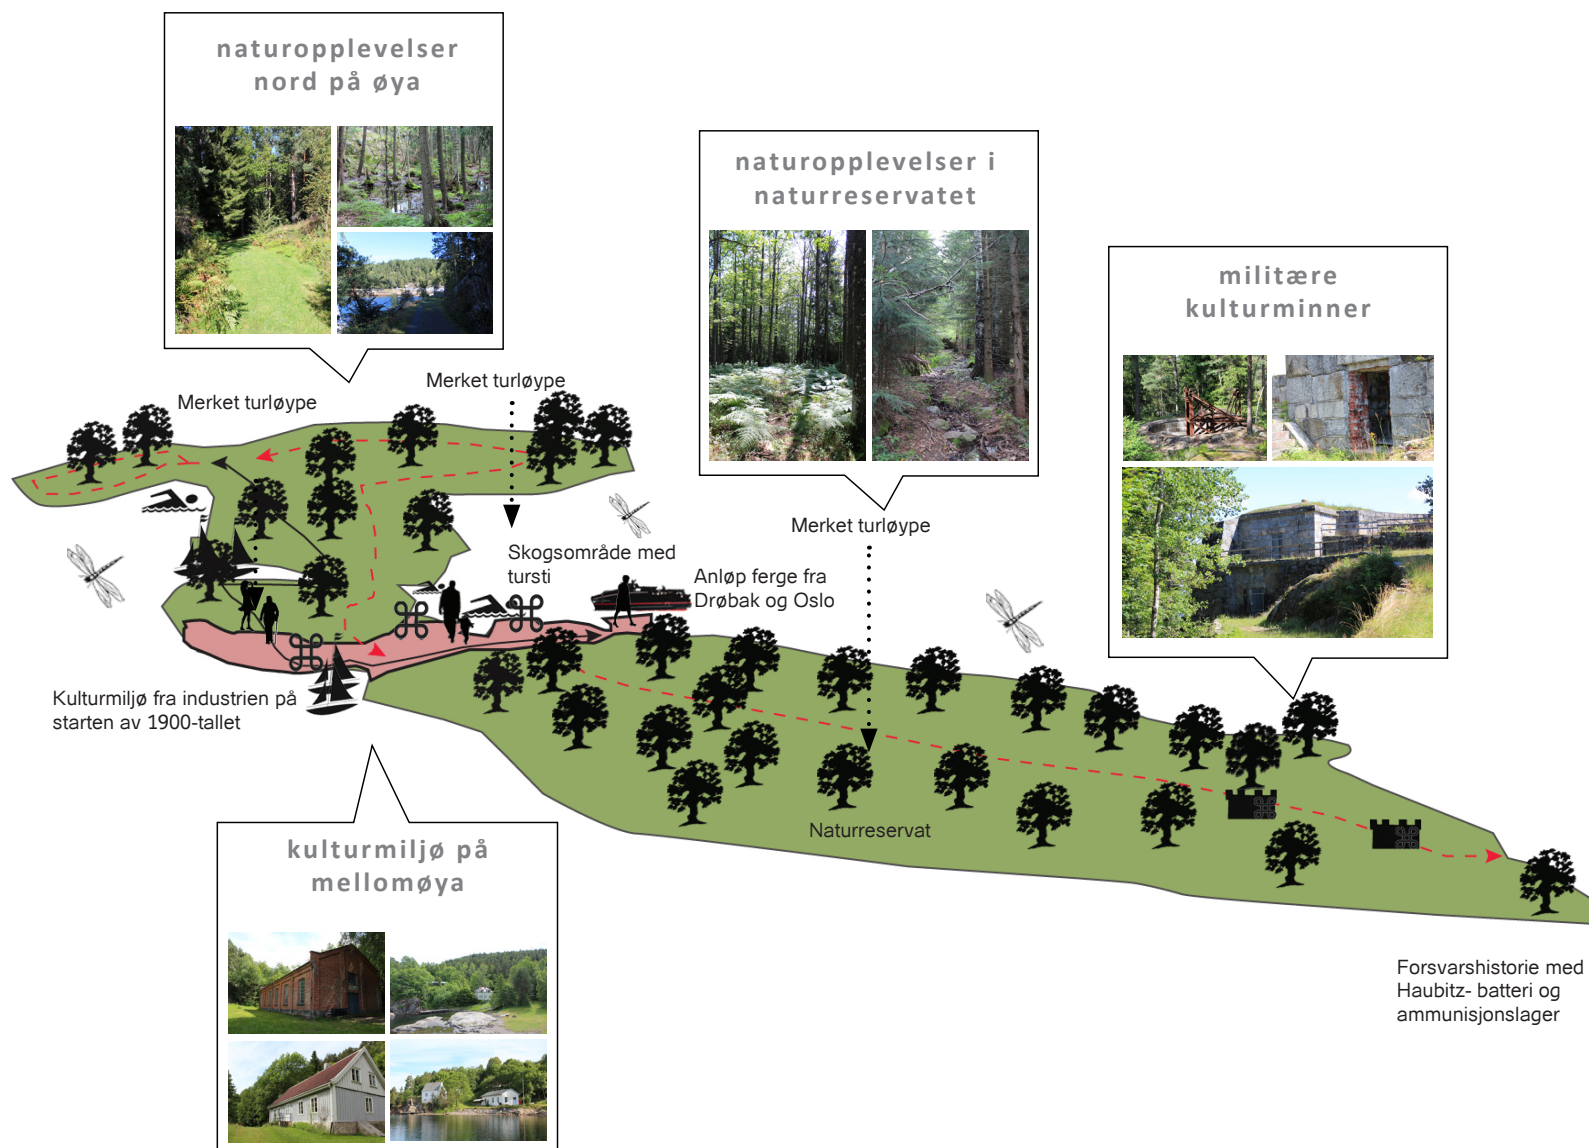 naturopplevelser
nord på øya
naturopplevelser i
naturreservatet
militære
kulturminner
Merket turløype
Merket turløype
Merket turløype
Skogsområde med
tursti
Anløp ferge fra
Drøbak og Oslo
Kulturmiljø fra industrien på
starten av 1900-tallet
Naturreservat
kulturmiljø på
mellomøya
Forsvarshistorie med
Haubitz- batteri og
ammunisjonslager